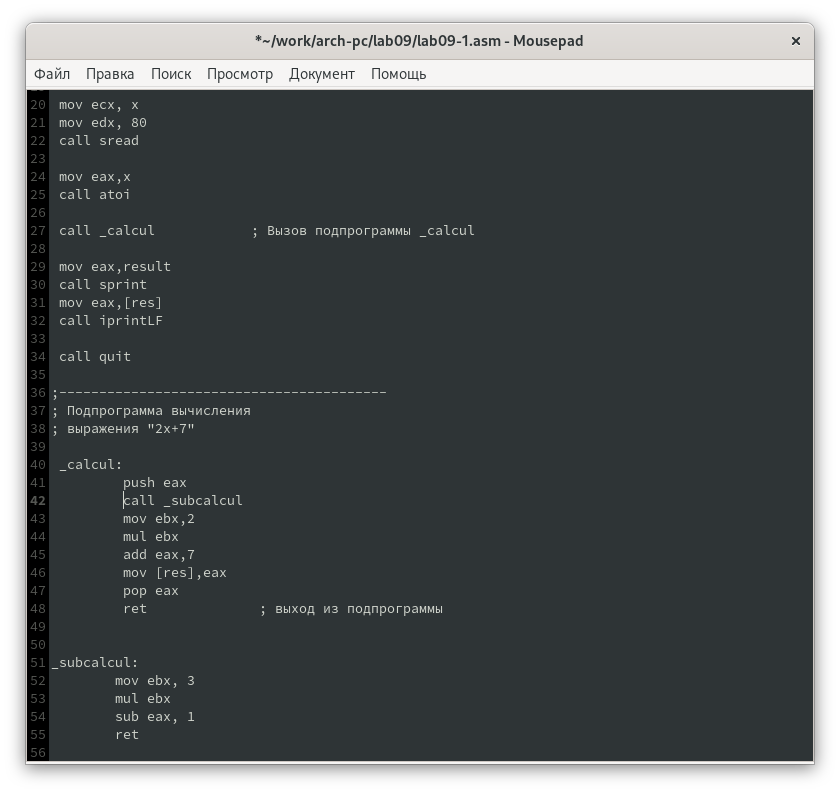 *~/work/arch-pc/lab09/lab09-1.asm - Mousepad
Файл Правка Поиск Просмотр Документ Помощь
20 mov ecx, x
21 mov edx, 80
22 call sread
23
24 mov eax,x
25 call atoi
26
27 call _calcul ; Вызов подпрограммы _calcul
28
29 mov eax,result
30 call sprint
31 mov eax,[res]
32 call iprintLF
33
34 call quit
35
36 ;-----------------------------------------
37 ; Подпрограмма вычисления
38 ; выражения "2x+7"
39
40 _calcul:
41 push eax
42 call _subcalcul
43 mov ebx,2
44 mul ebx
45 add eax,7
46 mov [res],eax
47 pop eax
48 ret ; выход из подпрограммы
49
50
51 _subcalcul:
52 mov ebx, 3
53 mul ebx
54 sub eax, 1
55 ret
56